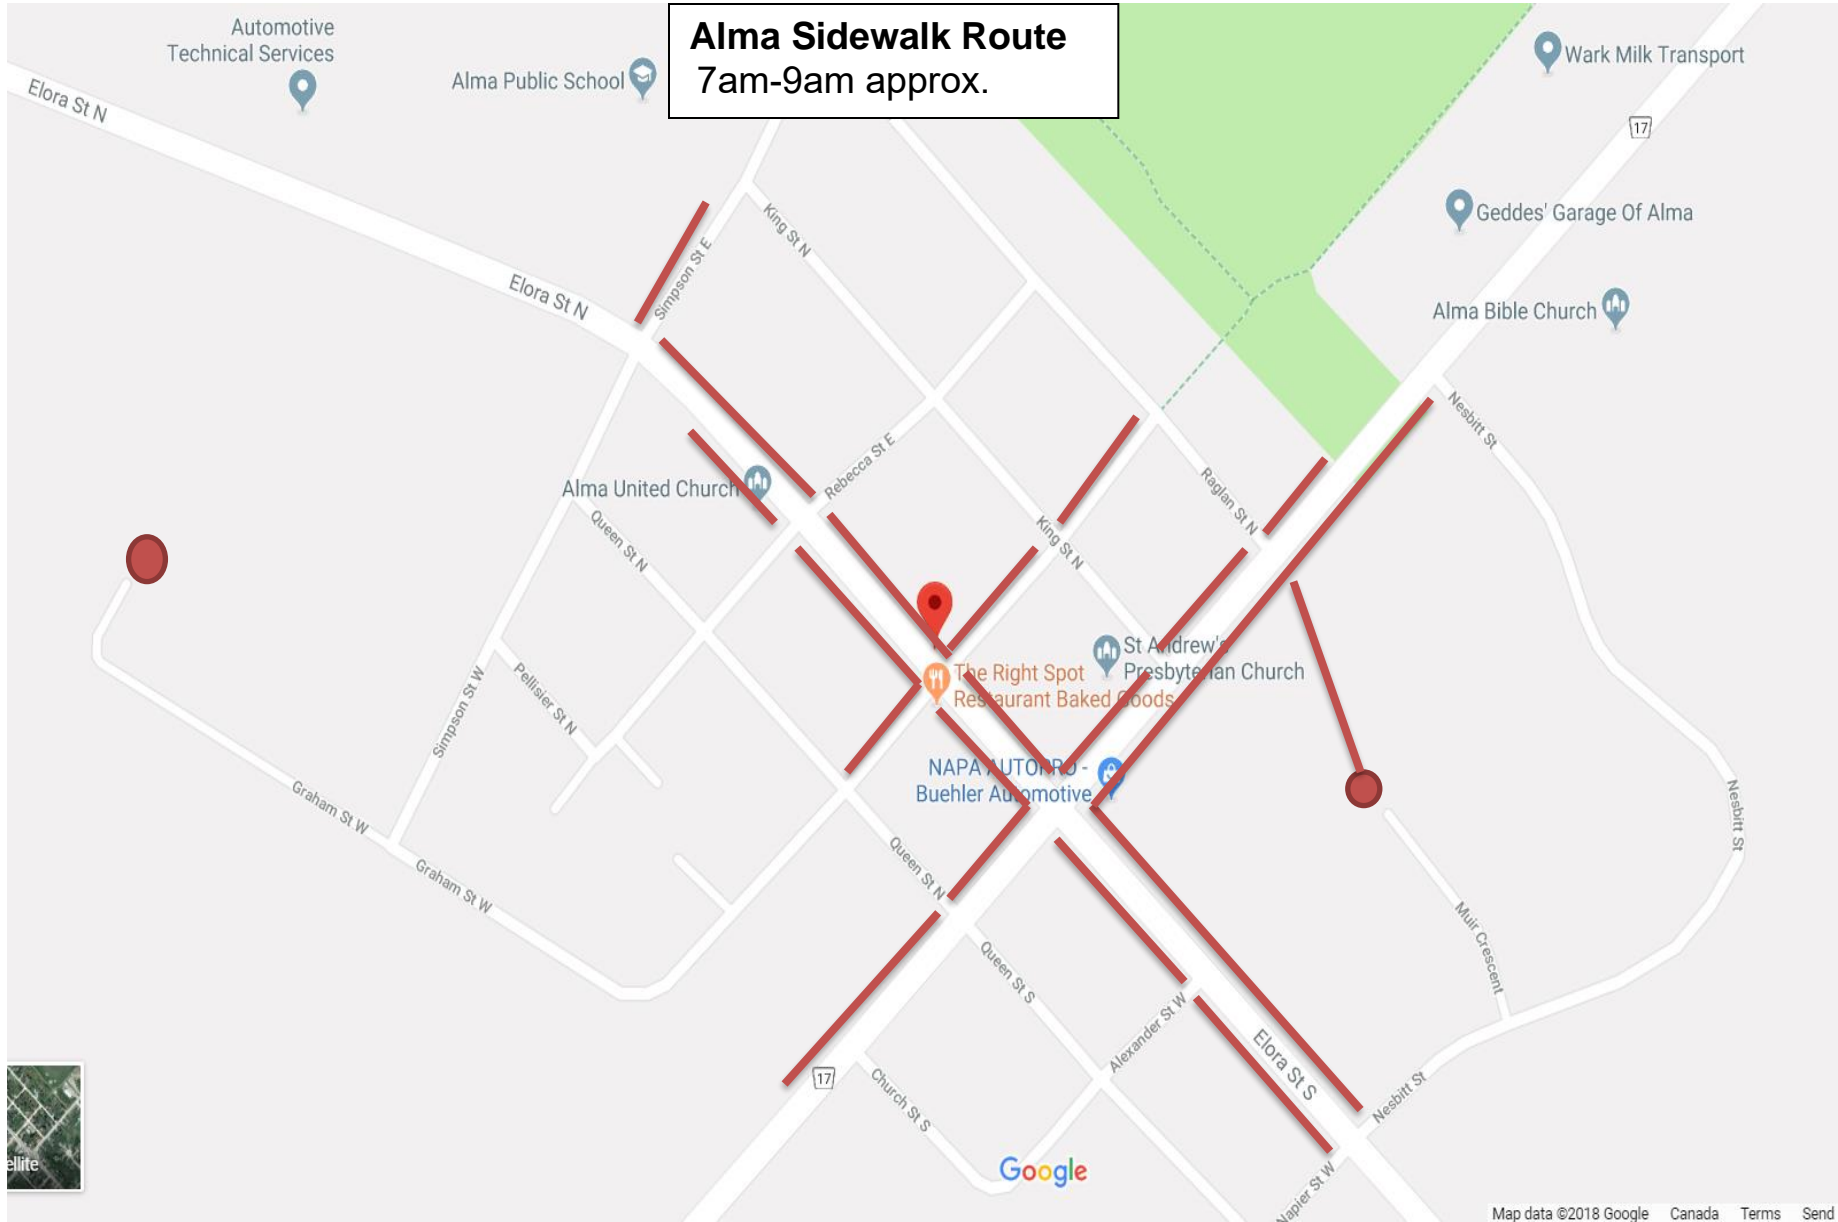 Alma Sidewalk Route
7am-9am approx.
Automotive
Technical Services
Alma Public School
Wark Milk Transport
Elora St N
17
King St N
Geddes' Garage Of Alma
Simpson St E
Elora St N
Alma Bible Church
Nesbitt St
Rebecca St E
Alma United Church
Raglan St N
Queen St N
King St N
St Andrew's
Presbyterian Church
The Right Spot
Restaurant Baked Goods
Pellisier St N
Simpson St W
NAPA AUTOPRO -
Buehler Automotive
Graham St W
Nesbitt St
Queen St N
Graham St W
Muir Crescent
Queen St S
Alexander St W
Elora St S
17
Church St S
Nesbitt St
ellite
Google
Napier St W
Map data ©2018 Google Canada Terms Send